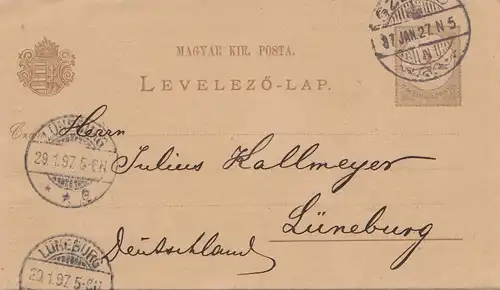 MAGYAR KIR. POSTA.
LEVELEZŐ-LAP.
97 JAN 27 N 5
N
Herrn
Julius Kallmeyer
Lüneburg
Deutschland
LÜNEBURG
29.1.97 5-6N
* * e
LÜNEBURG
29.1.97 5-6N